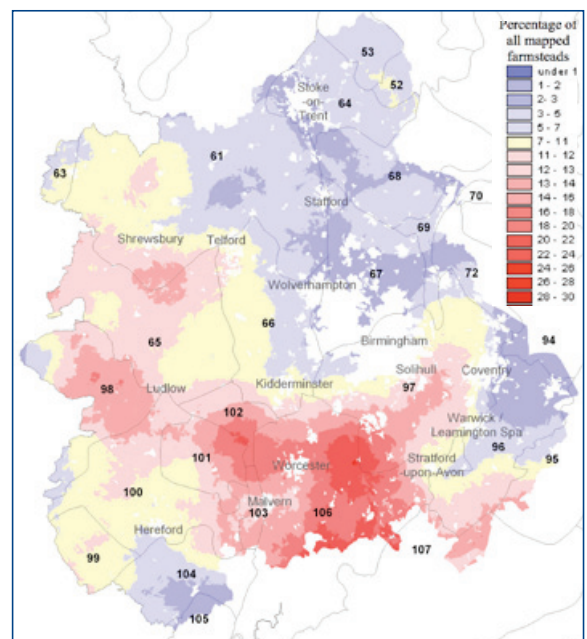 Percentage of
all mapped
farmsteads
under 1
1 - 2
2 - 3
3 - 5
5 - 7
7 - 11
11 - 12
12 - 13
13 - 14
14 - 16
16 - 18
18 - 20
20 - 22
22 - 24
24 - 26
26 - 28
28 - 30
53
52
Stoke
-on-
Trent
64
61
63
68
70
Stafford
69
Shrewsbury
Telford
67
72
Wolverhampton
66
65
Birmingham
94
Solihull
Coventry
98
Ludlow
Kidderminster
97
102
Warwick /
Leamington Spa
96
95
101
Worcester
Stratford
-upon-Avon
100
Malvern
103
106
Hereford
107
99
104
105